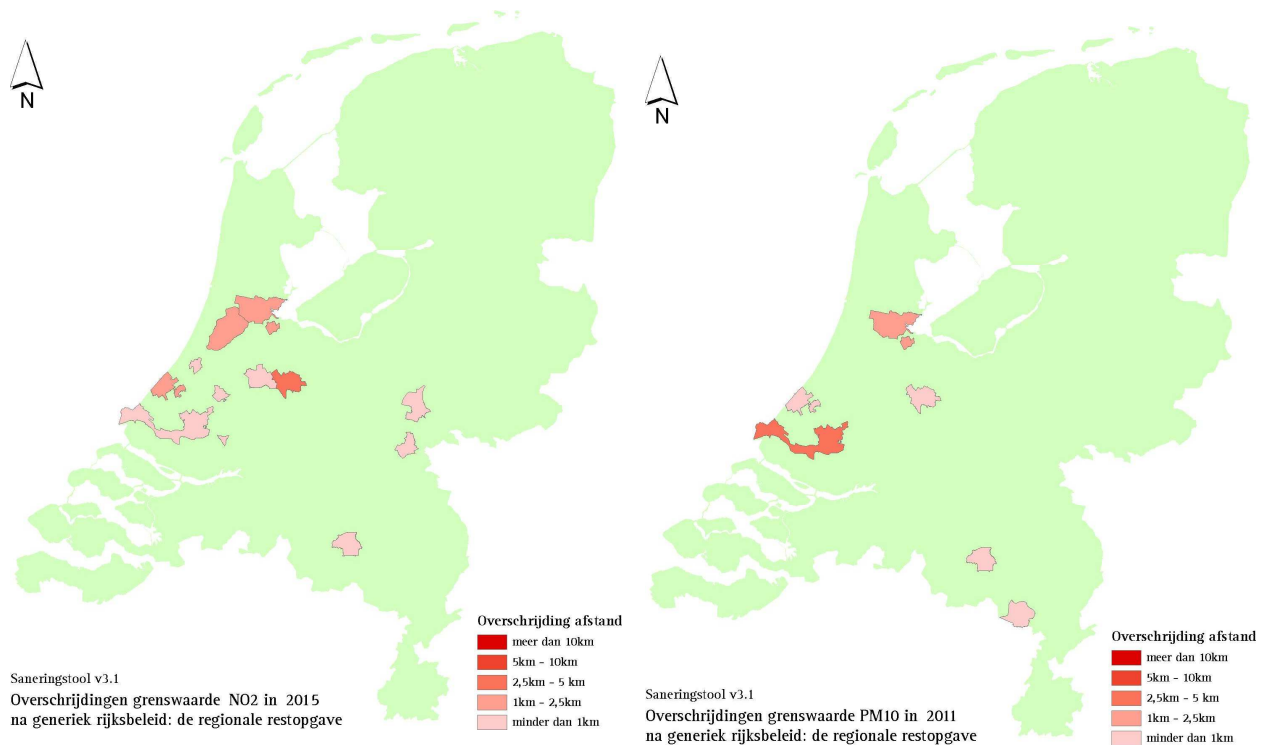 N
Overschrijding afstand
meer dan 10km
5km - 10km
2,5km - 5 km
1km - 2,5km
minder dan 1km
Saneringstool v3.1
Overschrijdingen grenswaarde NO2 in 2015
na generiek rijksbeleid: de regionale restopgave
N
Overschrijding afstand
meer dan 10km
5km - 10km
2,5km - 5 km
1km - 2,5km
minder dan 1km
Saneringstool v3.1
Overschrijdingen grenswaarde PM10 in 2011
na generiek rijksbeleid: de regionale restopgave